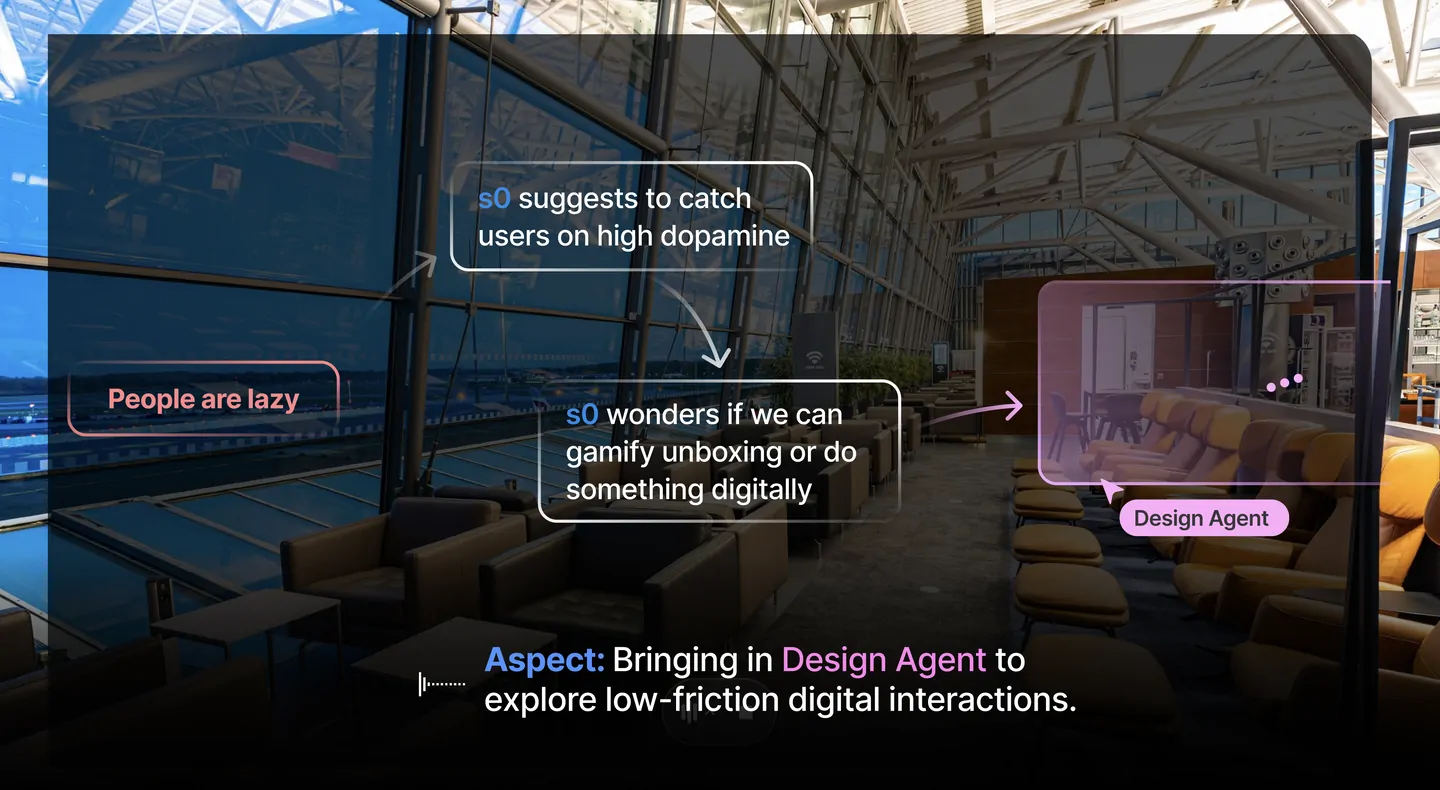 s0 suggests to catch
users on high dopamine
People are lazy
s0 wonders if we can
gamify unboxing or do
something digitally
Design Agent
Aspect: Bringing in Design Agent to
explore low-friction digital interactions.